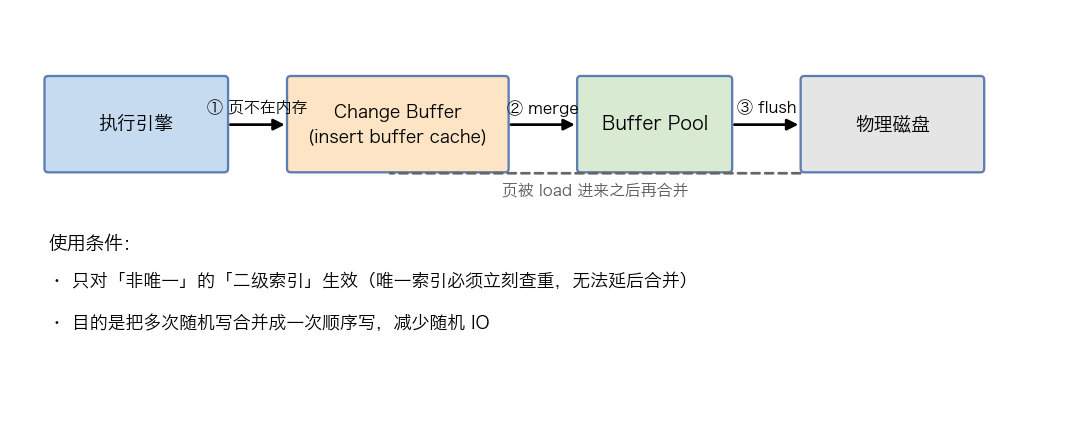 ① 页不在内存
② merge
③ flush
执行引擎
Change Buffer
(insert buffer cache)
Buffer Pool
物理磁盘
页被 load 进来之后再合并
使用条件:
· 只对「非唯一」的「二级索引」生效（唯一索引必须立刻查重，无法延后合并）
· 目的是把多次随机写合并成一次顺序写，减少随机 IO